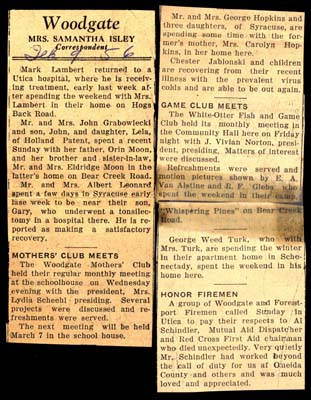 Woodgate
MRS. SAMANTHA ISLEY
Correspondent
Feb 9 56
Mark Lambert returned to a
Utica hospital, where he is receiv-
ing treatment, early last week af-
ter spending the weekend with Mrs.
Lambert in their home on Hogs
Back Road.
Mr. and Mrs. John Grabowiecki
and son, John, and daughter, Lela,
of Holland Patent, spent a recent
Sunday with her father, Orin Moon,
and her brother and sister-in-law,
Mr. and Mrs. Eldridge Moon in the
latter's home on Bear Creek Road.
Mr. and Mrs. Albert Leonard
spent a few days in Syracuse early
last week to be near their son,
Gary, who underwent a tonsilec-
tomy in a hospital there. He is re-
ported as making a satisfactory
recovery.
MOTHERS' CLUB MEETS
The Woodgate Mothers' Club
held their regular monthly meeting
at the schoolhouse on Wednesday
evening with the president, Mrs.
Lydia Scheehl presiding. Several
projects were discussed and re-
freshments were served.
The next meeting will be held
March 7 in the school house.
Mr. and Mrs. George Hopkins and
three daughters, of Syracuse, are
spending some time with the for-
mer's mother, Mrs. Carolyn Hop-
kins, in her home here.
Chester Jablonski and children
are recovering from their recent
illness with the prevalent virus
colds and are able to be out again.
GAME CLUB MEETS
The White-Otter Fish and Game
Club held its monthly meeting in
the Community Hall here on Friday
night with J. Vivian Norton, presi-
dent, presiding. Matters of interest
were discussed.
Refreshments were served and
motion pictures shown by E. A.
Van Alstine and R. F. Glebs who
spent the weekend in their camp
"Whispering Pines" on Bear Creek
Road.
George Weed Turk, who with
Mrs. Turk, are spending the winter
in their apartment home in Sche-
nectady, spent the weekend in his
home here.
HONOR FIREMEN
A group of Woodgate and Forest-
port Firemen called Sunday in
Utica to pay their respects to Al
Schindler, Mutual Aid Dispatcher
and Red Cross First Aid chairman
who died unexpectedly. Very quietly
Mr. Schindler had worked beyond
the call of duty for us of Oneida
County and others and was much
loved and appreciated.